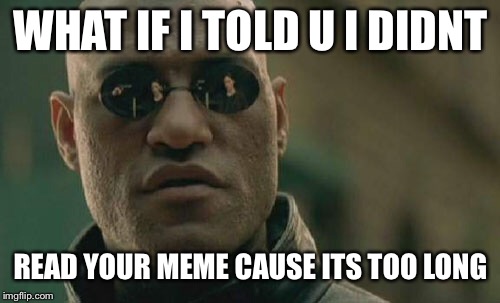 WHAT IF I TOLD U I DIDNT
READ YOUR MEME CAUSE ITS TOO LONG
imgflip.com